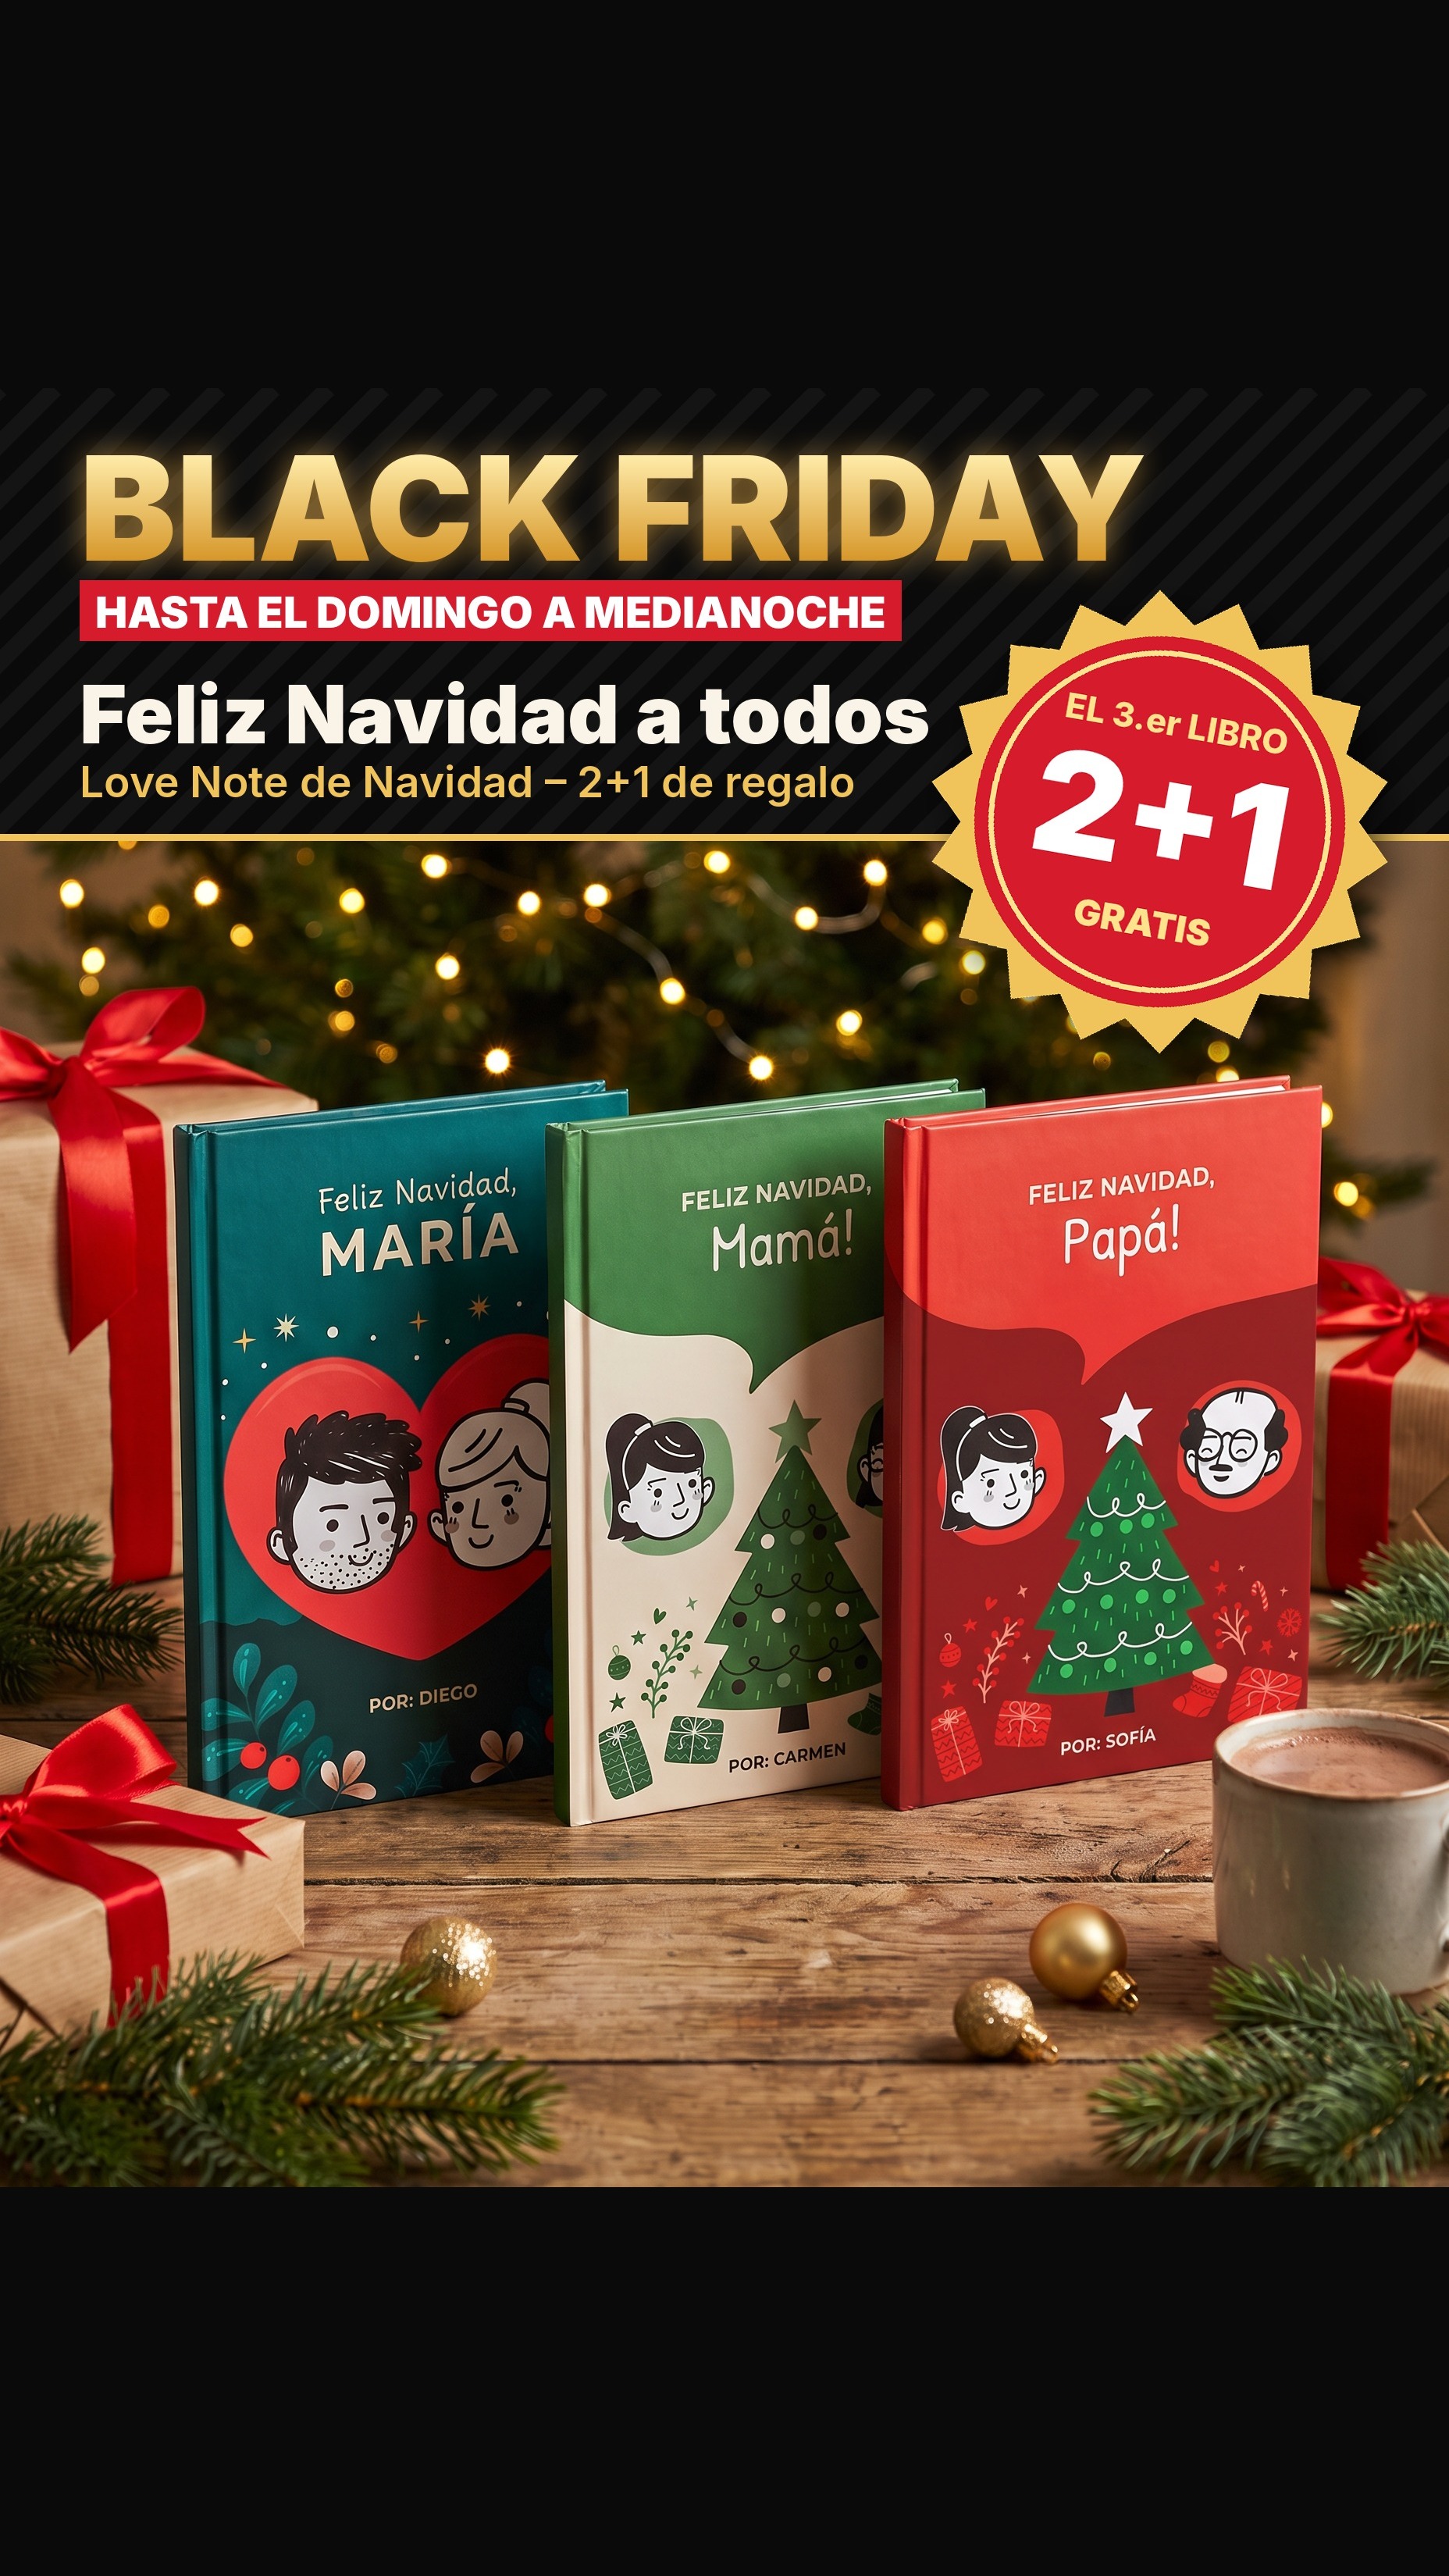 BLACK FRIDAY
HASTA EL DOMINGO A MEDIANOCHE
Feliz Navidad a todos
Love Note de Navidad – 2+1 de regalo
EL 3.er LIBRO
2+1
GRATIS
Feliz Navidad,
MARÍA
POR: DIEGO
FELIZ NAVIDAD,
Mamá!
POR: CARMEN
FELIZ NAVIDAD,
Papá!
POR: SOFÍA